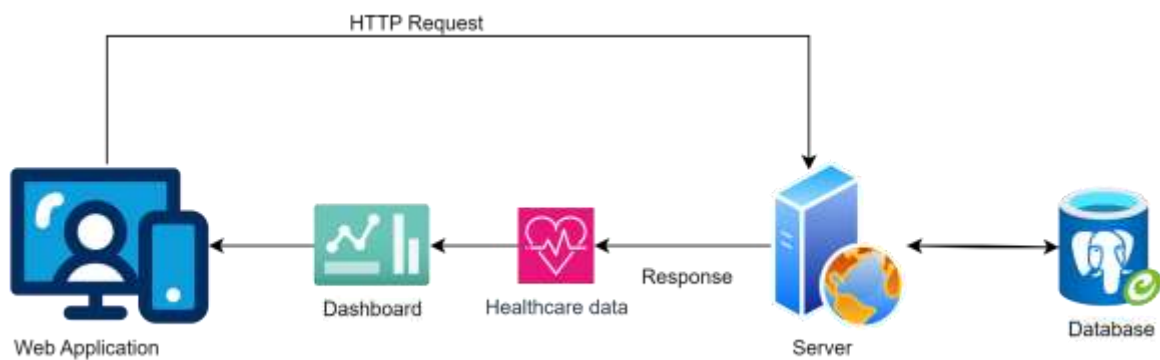 HTTP Request
Response
Dashboard
Healthcare data
Database
Web Application
Server